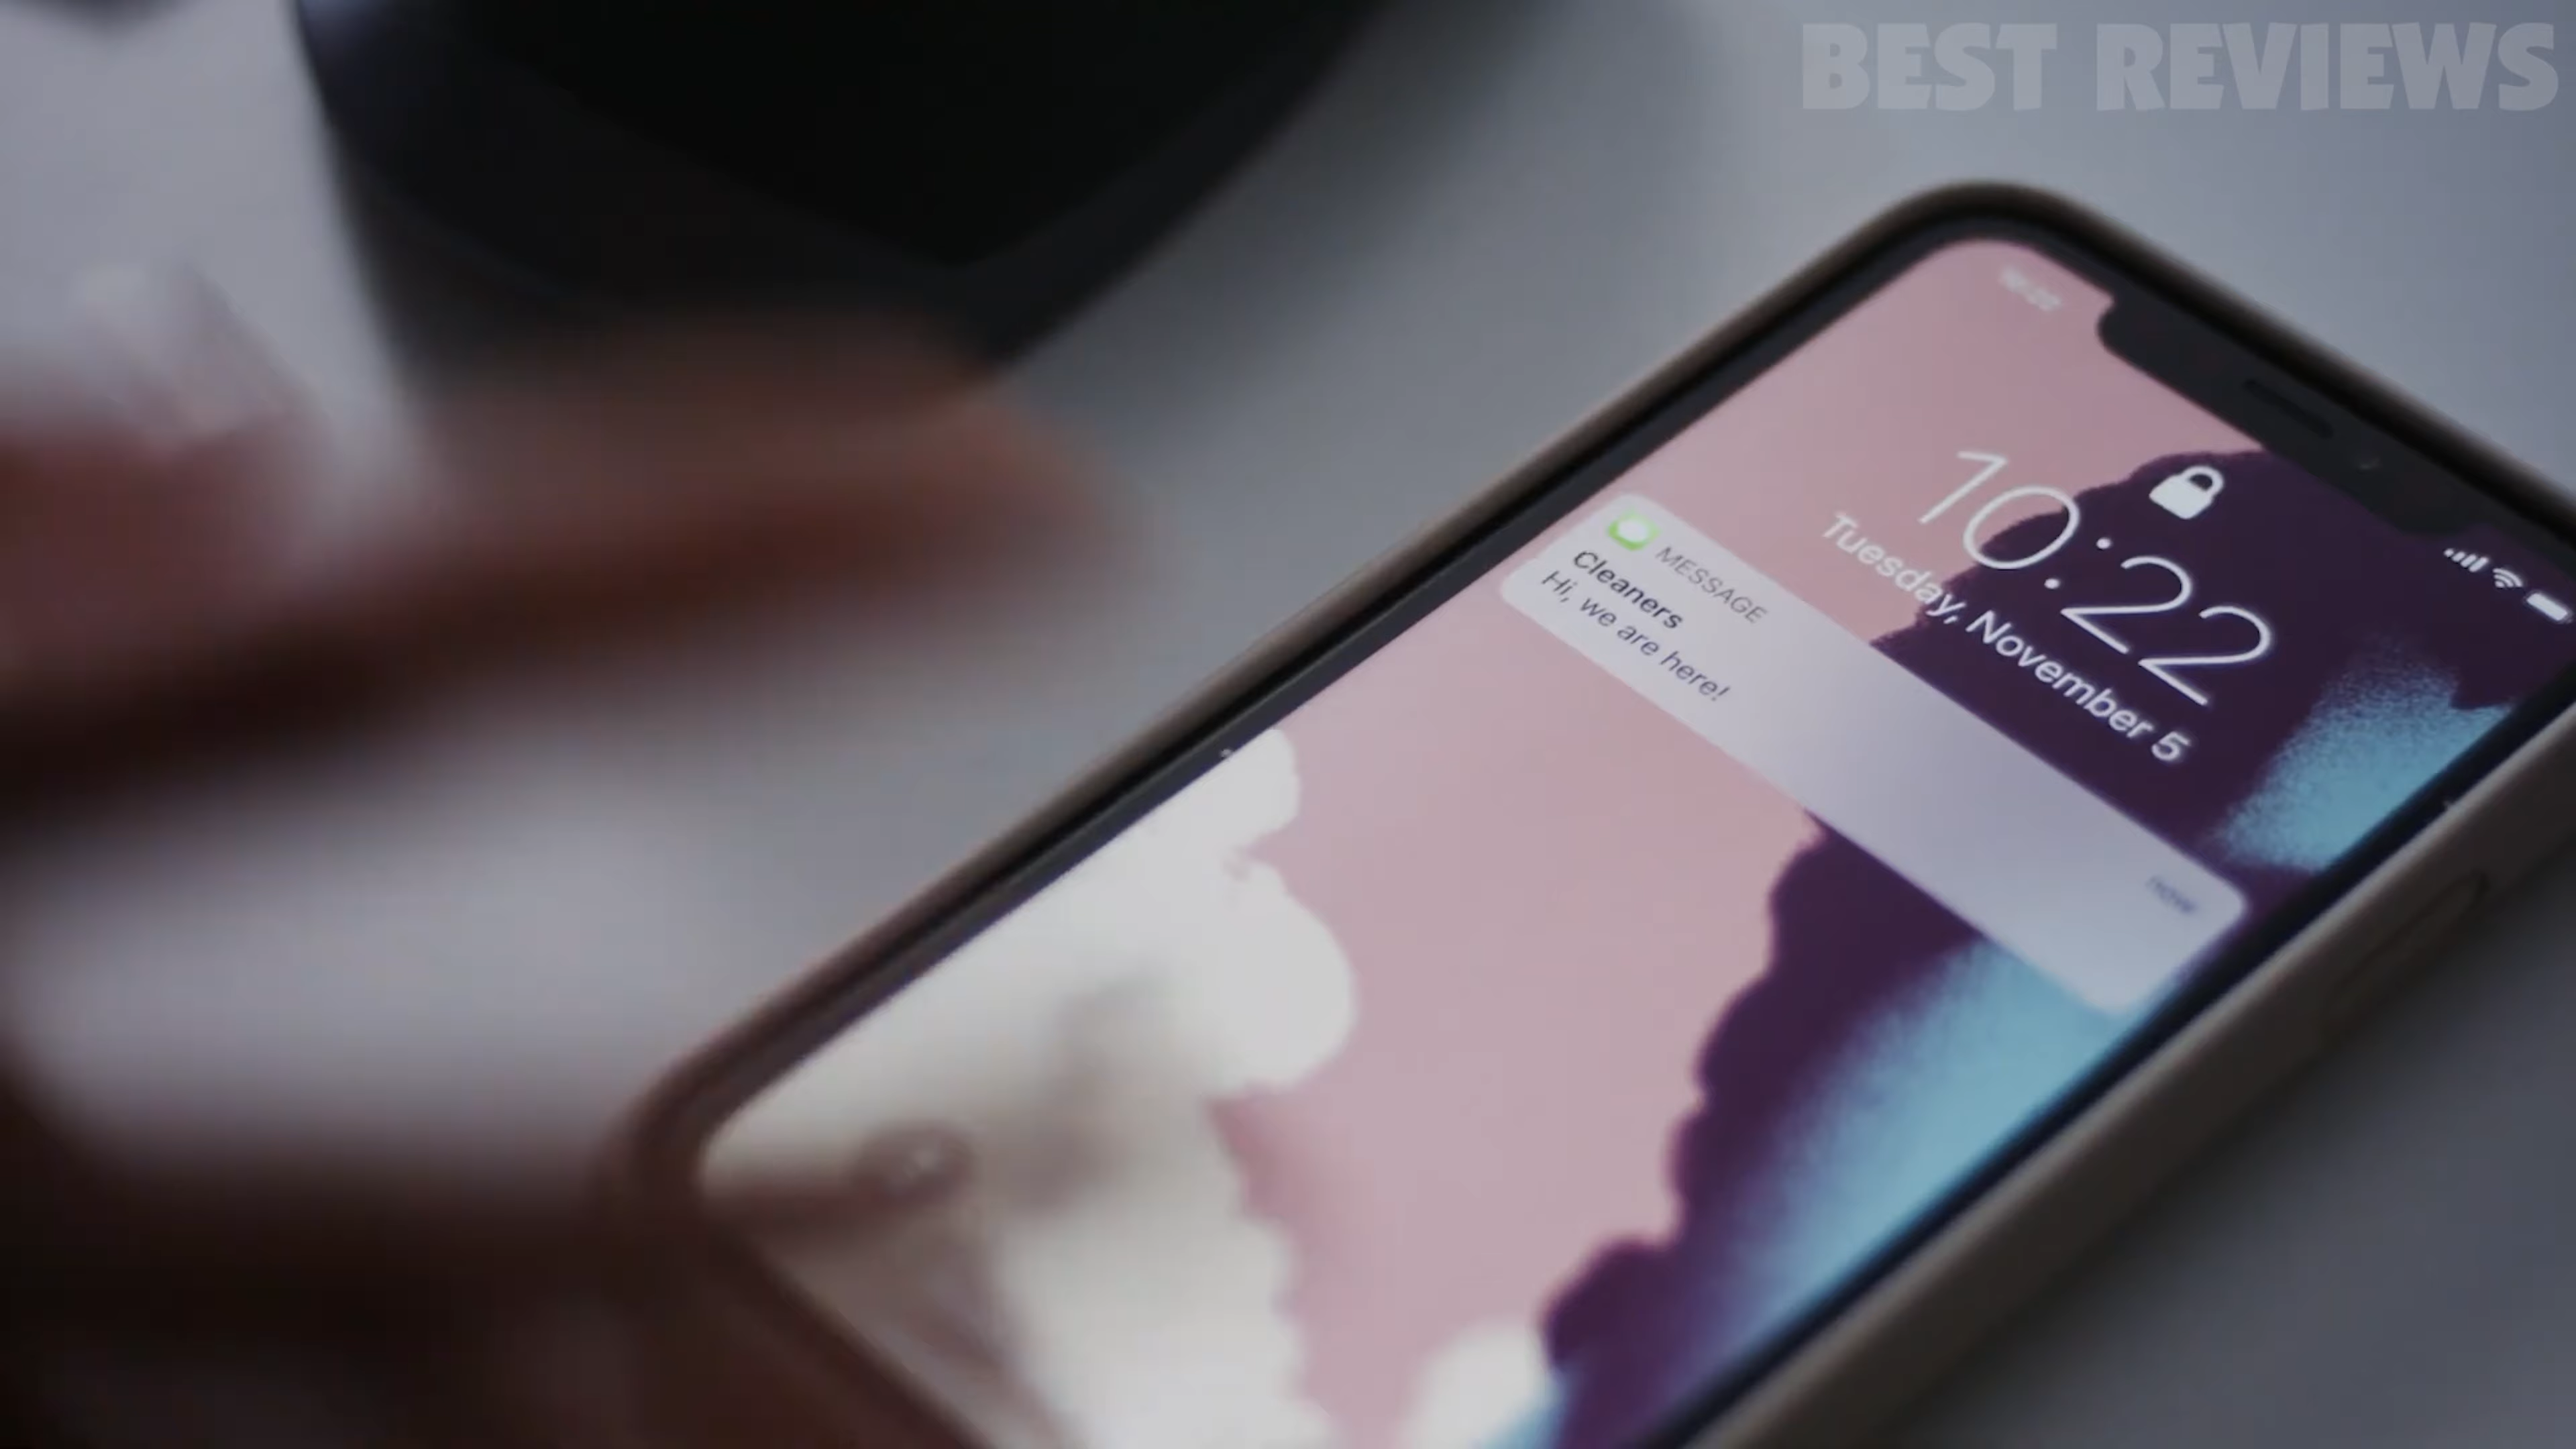 BEST REVIEWS
10:22
Tuesday, November 5
MESSAGE
now
Cleaners
Hi, we are here!